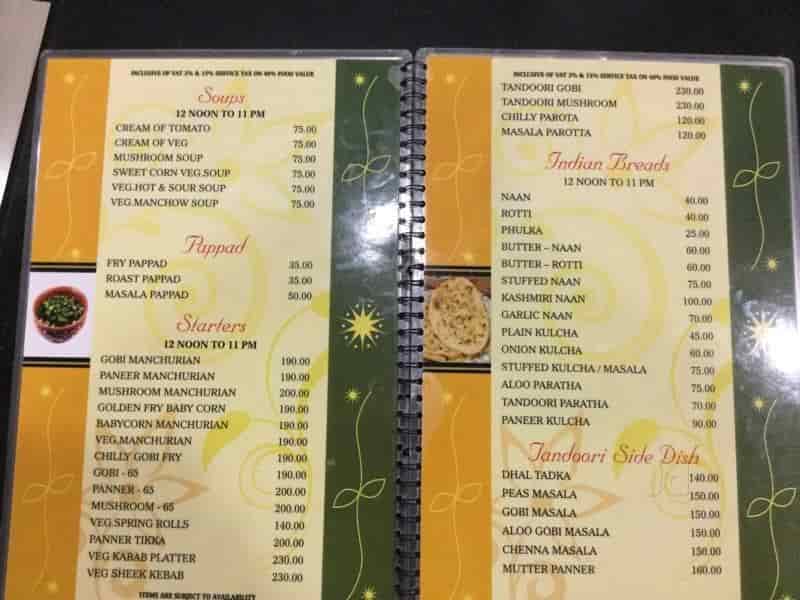 INCLUSIVE OF VAT 2% & 15% SERVICE TAX ON 40% FOOD VALUE
Soups
12 NOON TO 11 PM
CREAM OF TOMATO 75.00
CREAM OF VEG 75.00
MUSHROOM SOUP 75.00
SWEET CORN VEG.SOUP 75.00
VEG.HOT & SOUR SOUP 75.00
VEG.MANCHOW SOUP 75.00
Pappad
FRY PAPPAD 35.00
ROAST PAPPAD 35.00
MASALA PAPPAD 50.00
Starters
12 NOON TO 11 PM
GOBI MANCHURIAN 190.00
PANEER MANCHURIAN 190.00
MUSHROOM MANCHURIAN 200.00
GOLDEN FRY BABY CORN 190.00
BABYCORN MANCHURIAN 190.00
VEG.MANCHURIAN 190.00
CHILLY GOBI FRY 190.00
GOBI - 65 190.00
PANNER - 65 200.00
MUSHROOM - 65 200.00
VEG.SPRING ROLLS 140.00
PANNER TIKKA 200.00
VEG KABAB PLATTER 230.00
VEG SHEEK KEBAB 230.00
ITEMS ARE SUBJECT TO AVAILABILITY
INCLUSIVE OF VAT 2% & 15% SERVICE TAX ON 40% FOOD VALUE
TANDOORI GOBI 230.00
TANDOORI MUSHROOM 230.00
CHILLY PAROTA 120.00
MASALA PAROTTA 120.00
Indian Breads
12 NOON TO 11 PM
NAAN 40.00
ROTTI 40.00
PHULKA 25.00
BUTTER – NAAN 60.00
BUTTER – ROTTI 60.00
STUFFED NAAN 75.00
KASHMIRI NAAN 100.00
GARLIC NAAN 70.00
PLAIN KULCHA 45.00
ONION KULCHA 60.00
STUFFED KULCHA / MASALA 75.00
ALOO PARATHA 75.00
TANDOORI PARATHA 70.00
PANEER KULCHA 90.00
Tandoori Side Dish
DHAL TADKA 140.00
PEAS MASALA 150.00
GOBI MASALA 150.00
ALOO GOBI MASALA 150.00
CHENNA MASALA 150.00
MUTTER PANNER 160.00